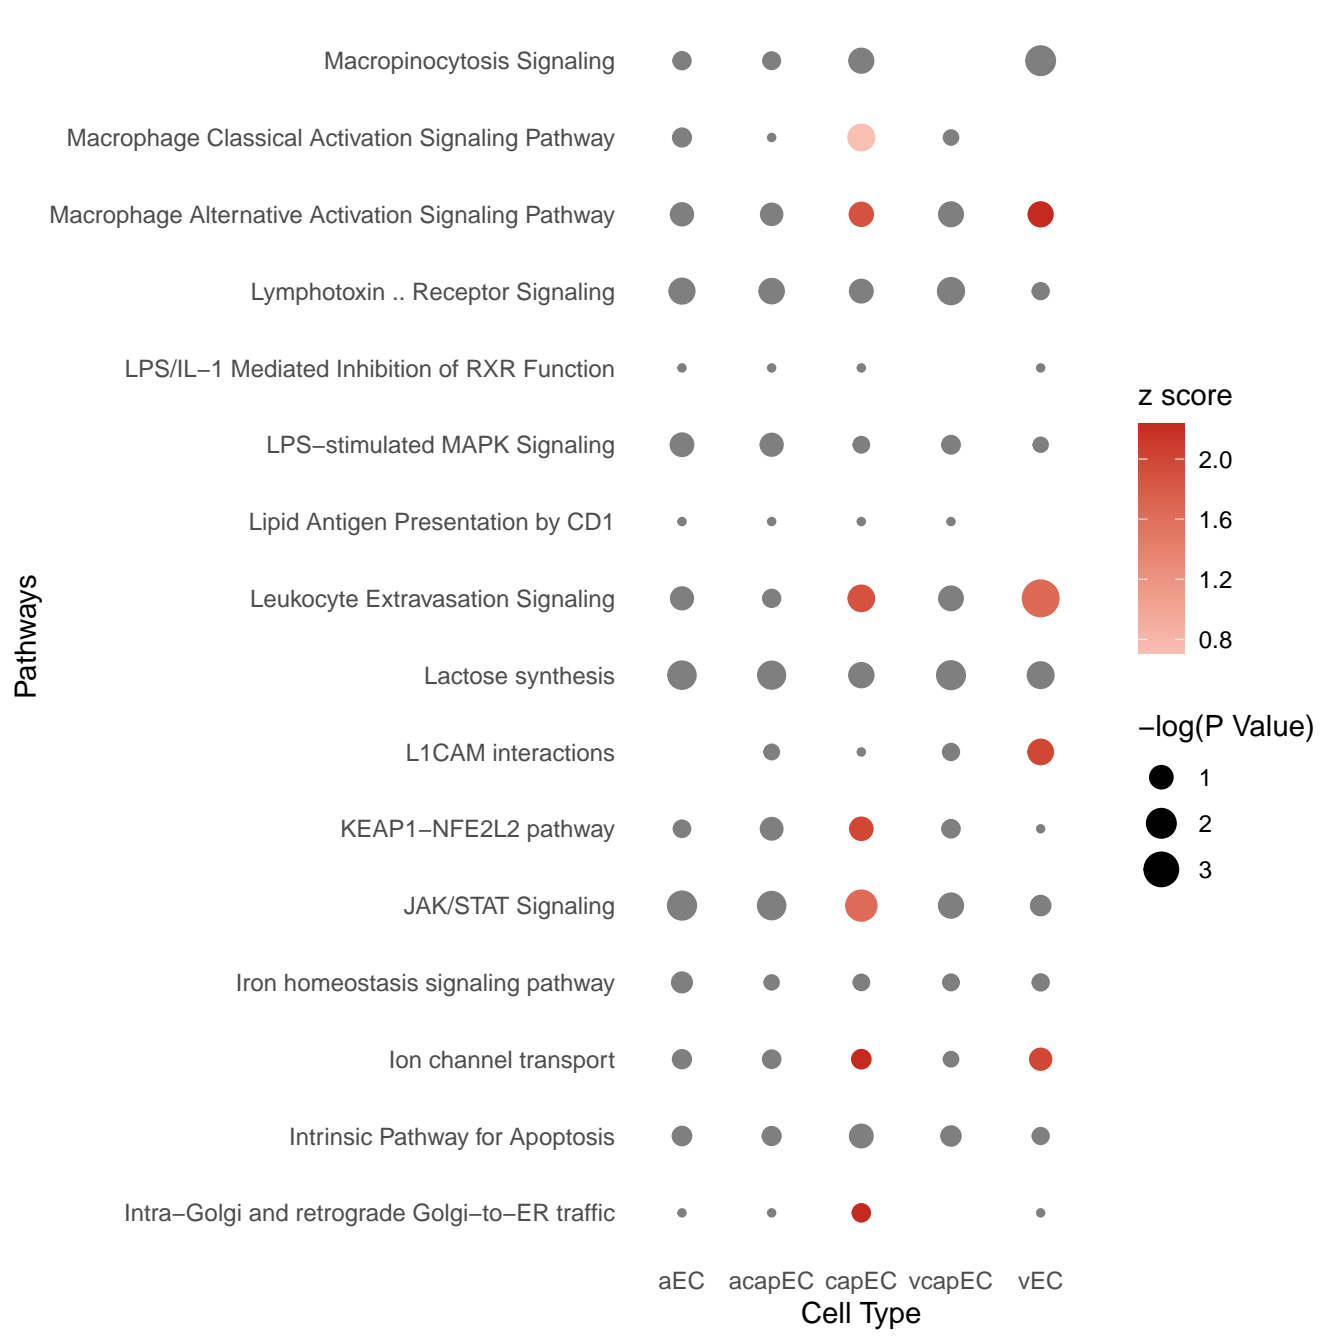 Macropinocytosis Signaling
Macrophage Classical Activation Signaling Pathway
Macrophage Alternative Activation Signaling Pathway
Lymphotoxin .. Receptor Signaling
LPS/IL−1 Mediated Inhibition of RXR Function
LPS−stimulated MAPK Signaling
Lipid Antigen Presentation by CD1
Leukocyte Extravasation Signaling
Lactose synthesis
L1CAM interactions
KEAP1−NFE2L2 pathway
JAK/STAT Signaling
Iron homeostasis signaling pathway
Ion channel transport
Intrinsic Pathway for Apoptosis
Intra−Golgi and retrograde Golgi−to−ER traffic
Pathways
aEC acapEC capEC vcapEC vEC
Cell Type
z score
2.0
1.6
1.2
0.8
−log(P Value)
1
2
3